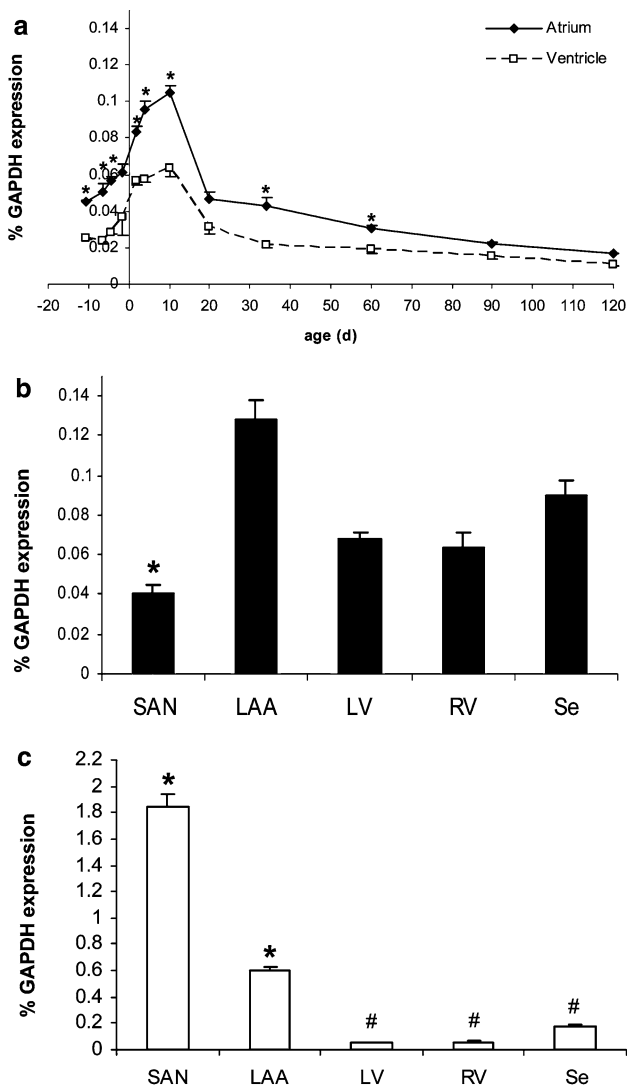 a
% GAPDH expression
0.14
0.12
0.1
0.08
0.06
0.04
0.02
0
Atrium
Ventricle
* * * * * * * *
-20 -10 0 10 20 30 40 50 60 70 80 90 100 110 120
age (d)
b
% GAPDH expression
0.14
0.12
0.1
0.08
0.06
0.04
0.02
0
*
SAN LAA LV RV Se
c
% GAPDH expression
2.2
2
1.8
1.6
1.4
1.2
1
0.8
0.6
0.4
0.2
0
* * # # #
SAN LAA LV RV Se